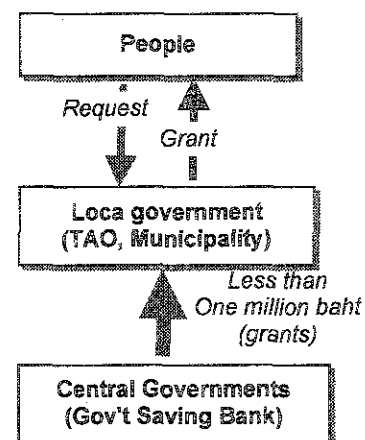 People
Request
Grant
Loca government
(TAO, Municipality)
Less than
One million baht
(grants)
Central Governments
(Gov't Saving Bank)